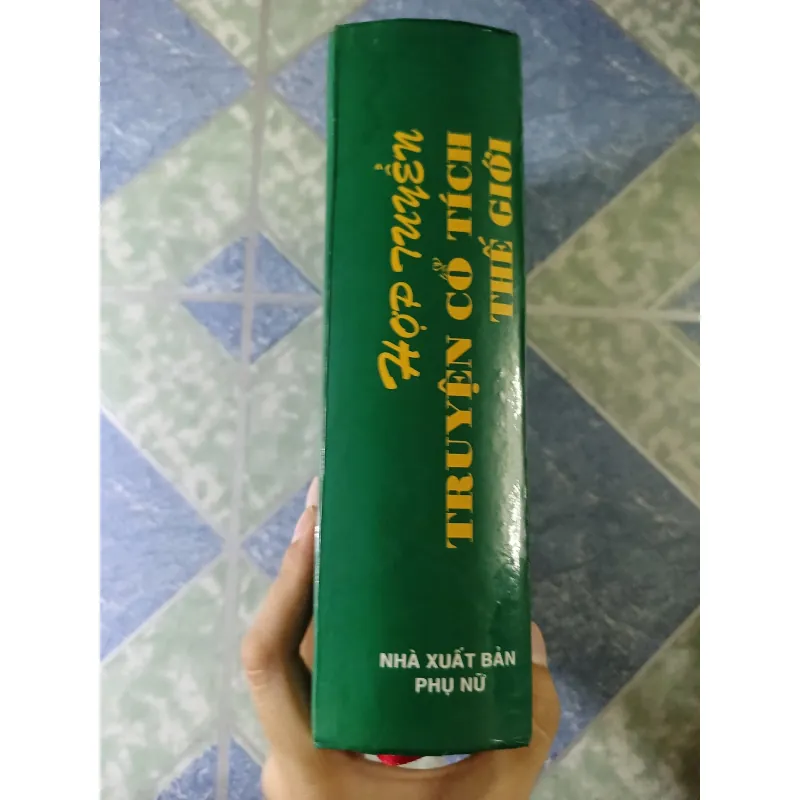 HỢP TUYỂN
TRUYỆN CỔ TÍCH
THẾ GIỚI
NHÀ XUẤT BẢN
PHỤ NỮ